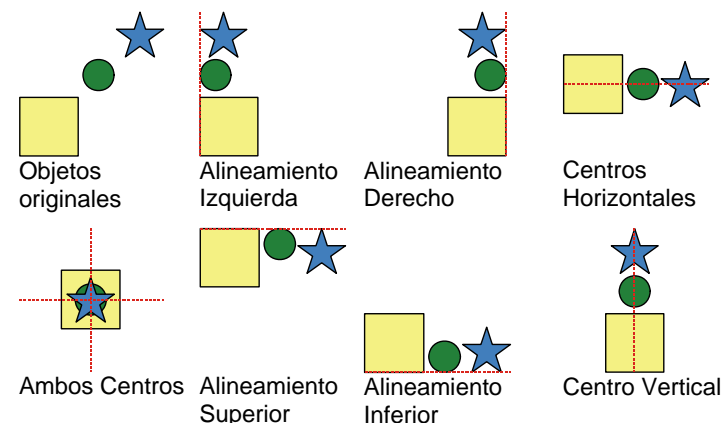 Objetos
originales
Alineamiento
Izquierda
Alineamiento
Derecho
Centros
Horizontales
Ambos Centros
Alineamiento
Superior
Alineamiento
Inferior
Centro Vertical